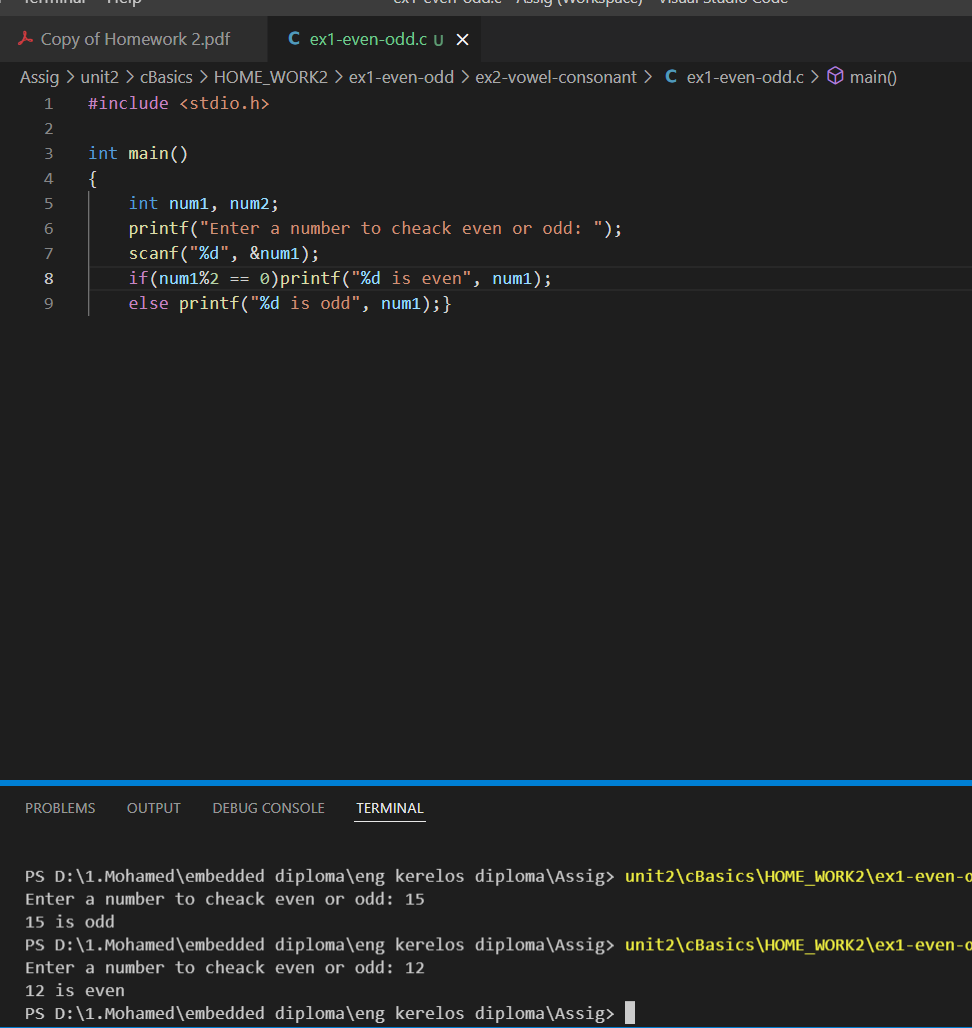 Terminal Help ex1-even-odd.c - Assig (Workspace) - Visual Studio Code
Copy of Homework 2.pdf C ex1-even-odd.c U
Assig > unit2 > cBasics > HOME_WORK2 > ex1-even-odd > ex2-vowel-consonant > C ex1-even-odd.c > main()
1 #include <stdio.h>
2
3 int main()
4 {
5 int num1, num2;
6 printf("Enter a number to cheack even or odd: ");
7 scanf("%d", &num1);
8 if(num1%2 == 0)printf("%d is even", num1);
9 else printf("%d is odd", num1);}
PROBLEMS OUTPUT DEBUG CONSOLE TERMINAL
PS D:\1.Mohamed\embedded diploma\eng kerelos diploma\Assig> unit2\cBasics\HOME_WORK2\ex1-even-o
Enter a number to cheack even or odd: 15
15 is odd
PS D:\1.Mohamed\embedded diploma\eng kerelos diploma\Assig> unit2\cBasics\HOME_WORK2\ex1-even-o
Enter a number to cheack even or odd: 12
12 is even
PS D:\1.Mohamed\embedded diploma\eng kerelos diploma\Assig>